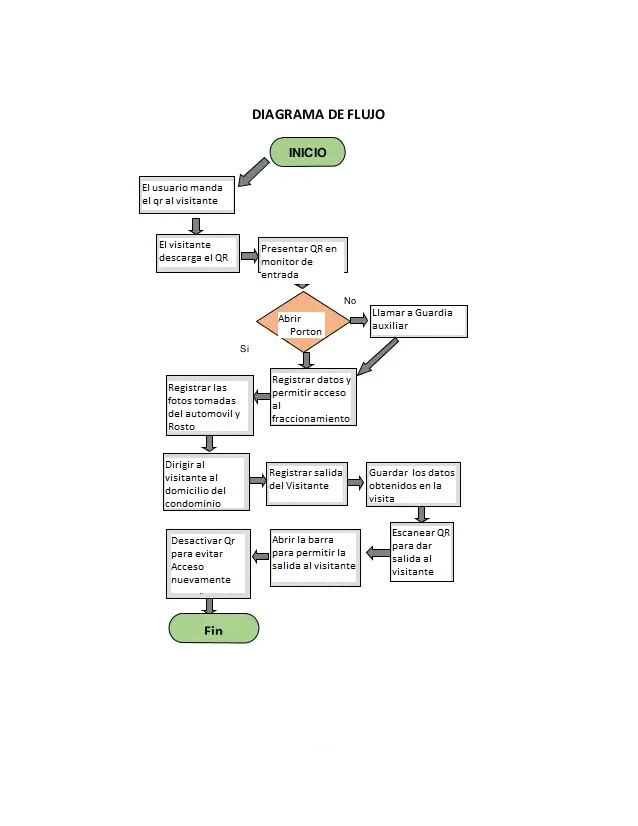 DIAGRAMA DE FLUJO
INICIO
El usuario manda
el qr al visitante
El visitante
descarga el QR
Presentar QR en
monitor de
entrada
No
Abrir
Porton
Llamar a Guardia
auxiliar
Si
Registrar datos y
permitir acceso
al
fraccionamiento
Registrar las
fotos tomadas
del automovil y
Rosto
Dirigir al
visitante al
domicilio del
condominio
Registrar salida
del Visitante
Guardar los datos
obtenidos en la
visita
Escanear QR
para dar
salida al
visitante
Abrir la barra
para permitir la
salida al visitante
Desactivar Qr
para evitar
Acceso
nuevamente
Fin